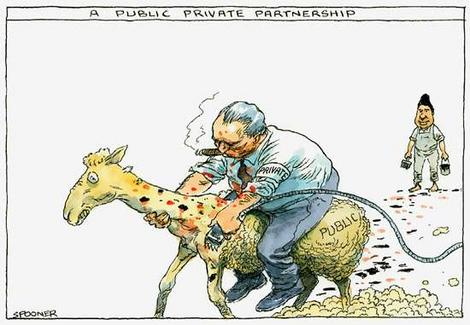 A PUBLIC PRIVATE PARTNERSHIP
PRIVATE
PUBLIC
SPOONER